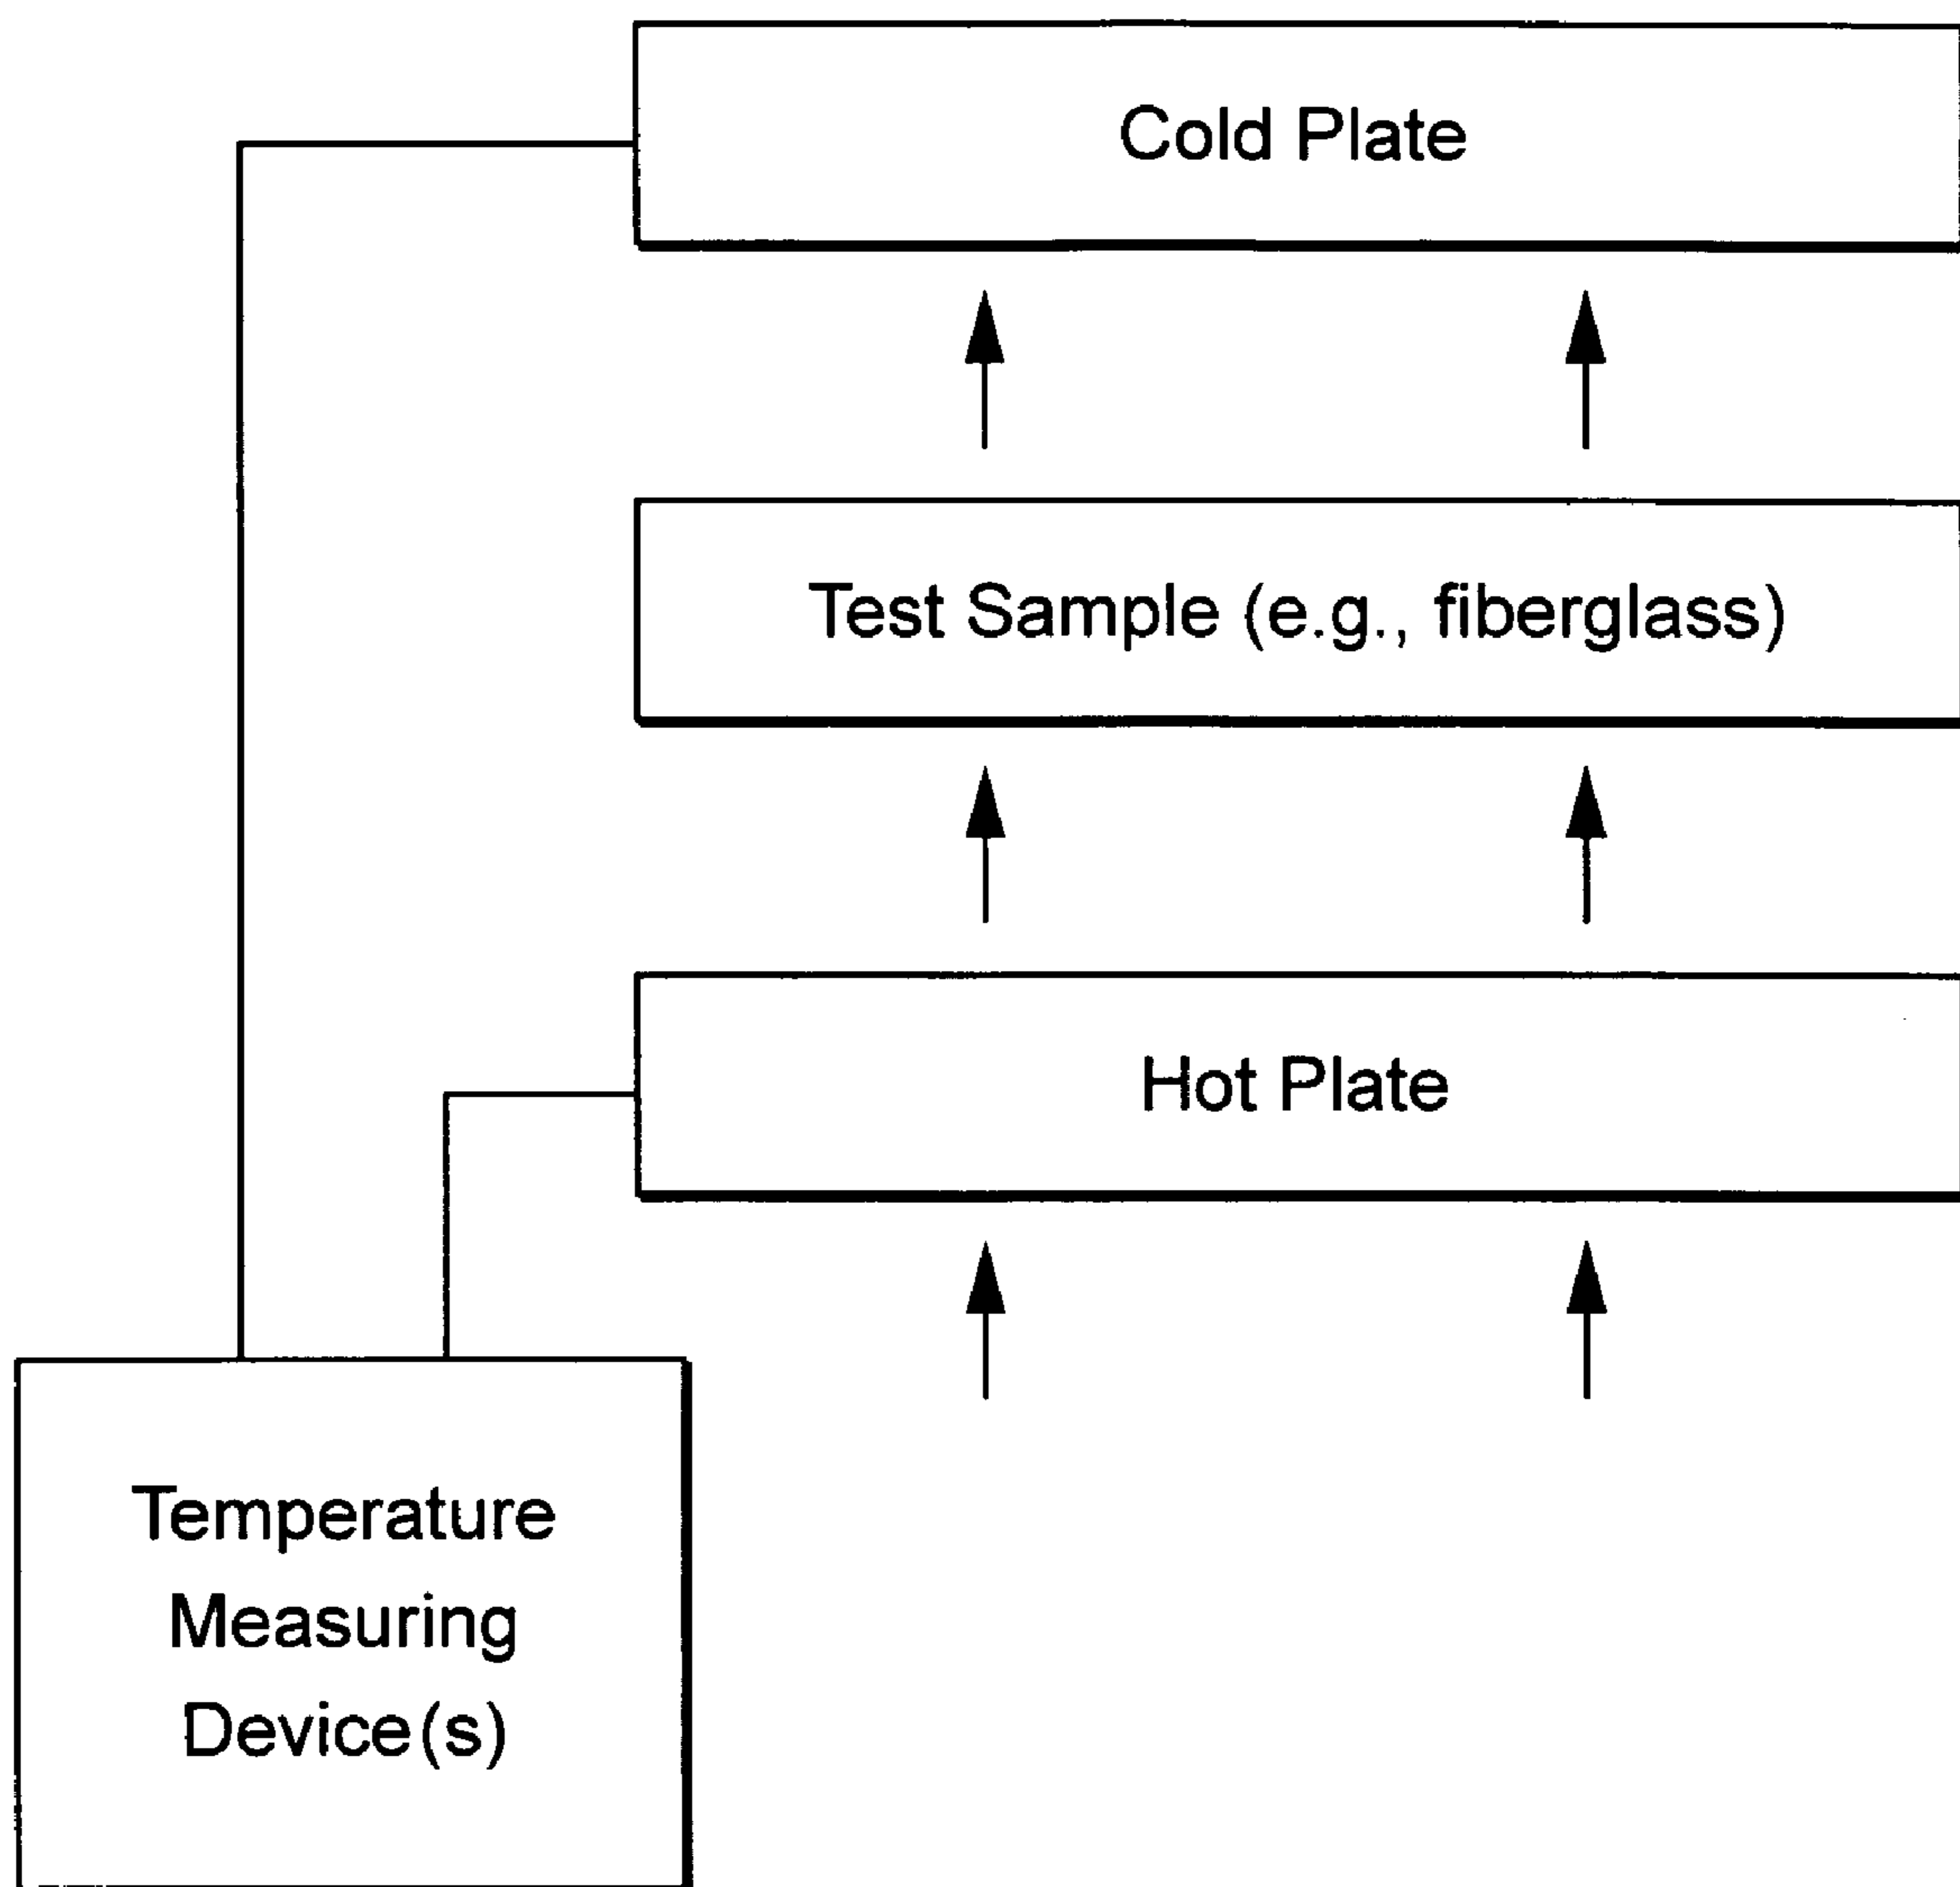 Cold Plate
Test Sample (e.g., fiberglass)
Hot Plate
Temperature
Measuring
Device(s)